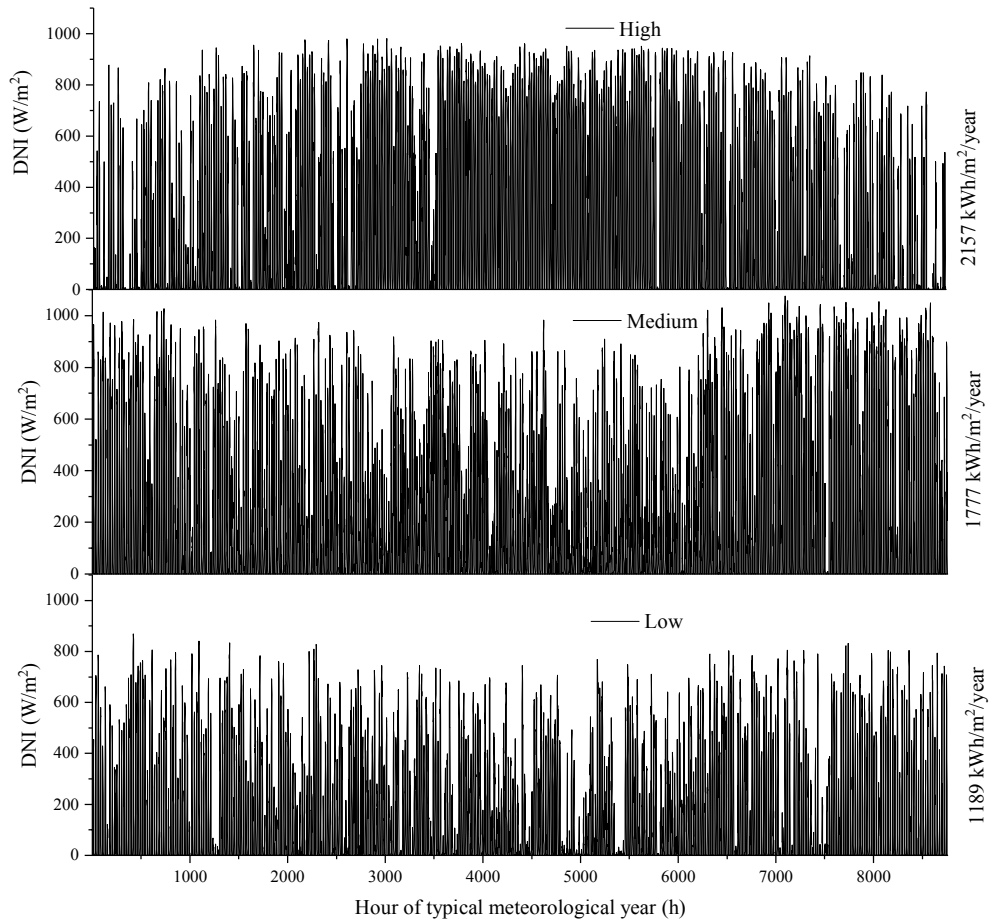 High
1000
800
600
400
200
0
DNI (W/m²)
2157 kWh/m²/year
Medium
1000
800
600
400
200
0
DNI (W/m²)
1777 kWh/m²/year
Low
1000
800
600
400
200
0
DNI (W/m²)
1189 kWh/m²/year
1000 2000 3000 4000 5000 6000 7000 8000
Hour of typical meteorological year (h)